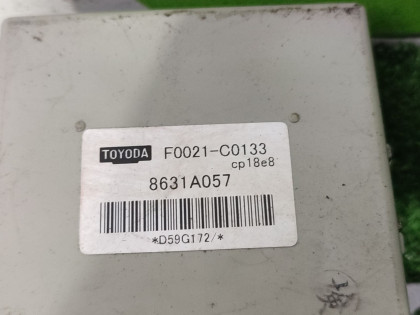 TOYODA F0021-C0133
cp18e8
8631A057
*D59G172/*